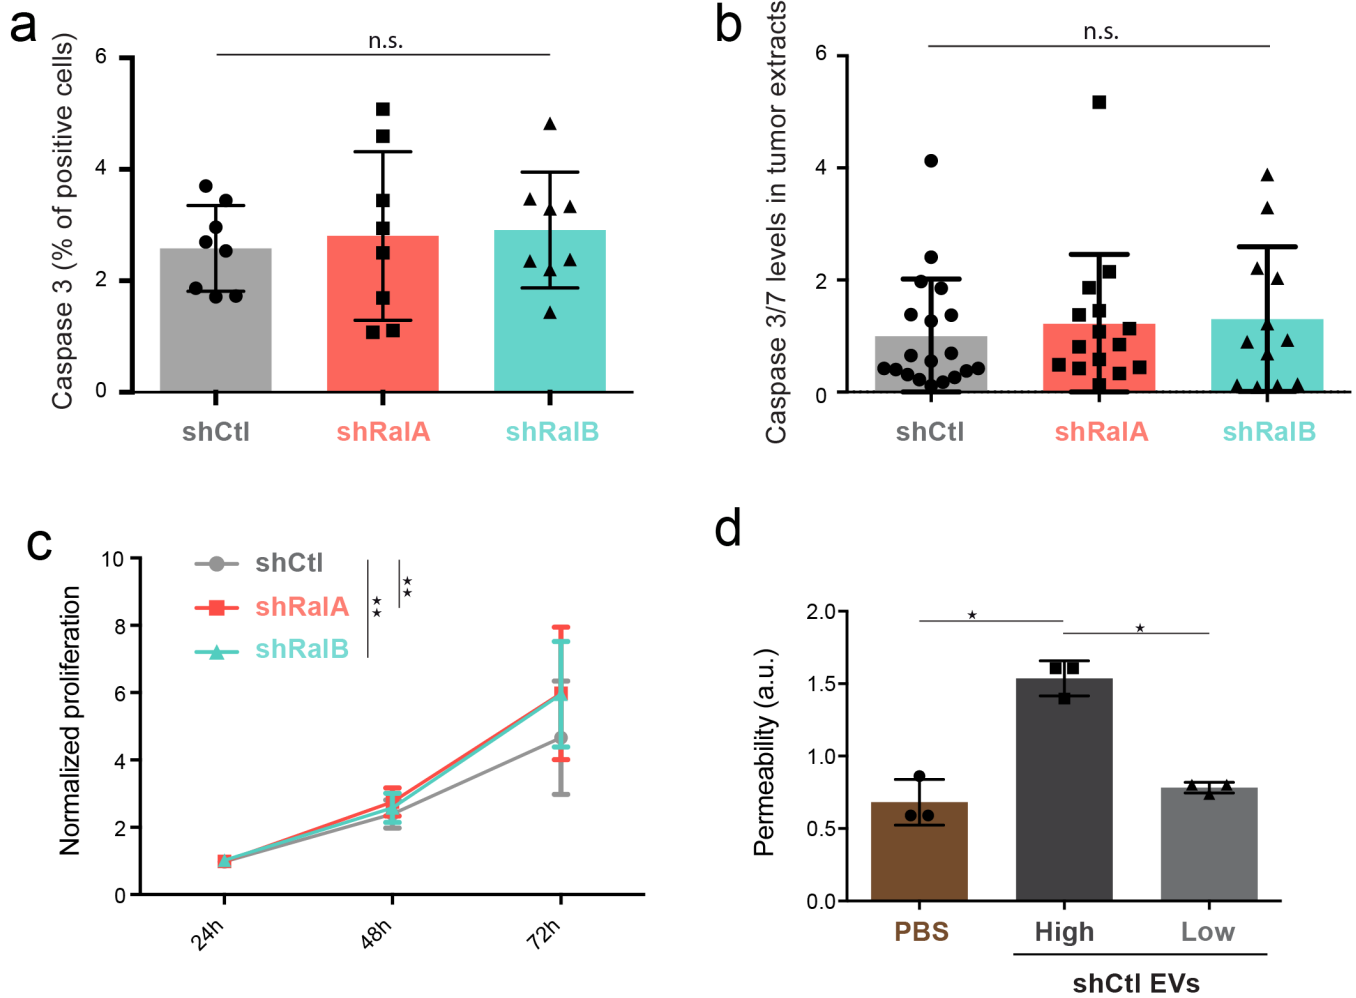 a
Caspase 3 (% of positive cells)
6
4
2
0
n.s.
shCtl
shRalA
shRalB
b
Caspase 3/7 levels in tumor extracts
6
4
2
0
n.s.
shCtl
shRalA
shRalB
c
Normalized proliferation
10
8
6
4
2
0
shCtl
shRalA
shRalB
★★
★★
24h
48h
72h
d
Permeability (a.u.)
2.0
1.5
1.0
0.5
0.0
★
★
PBS
High
Low
shCtl EVs